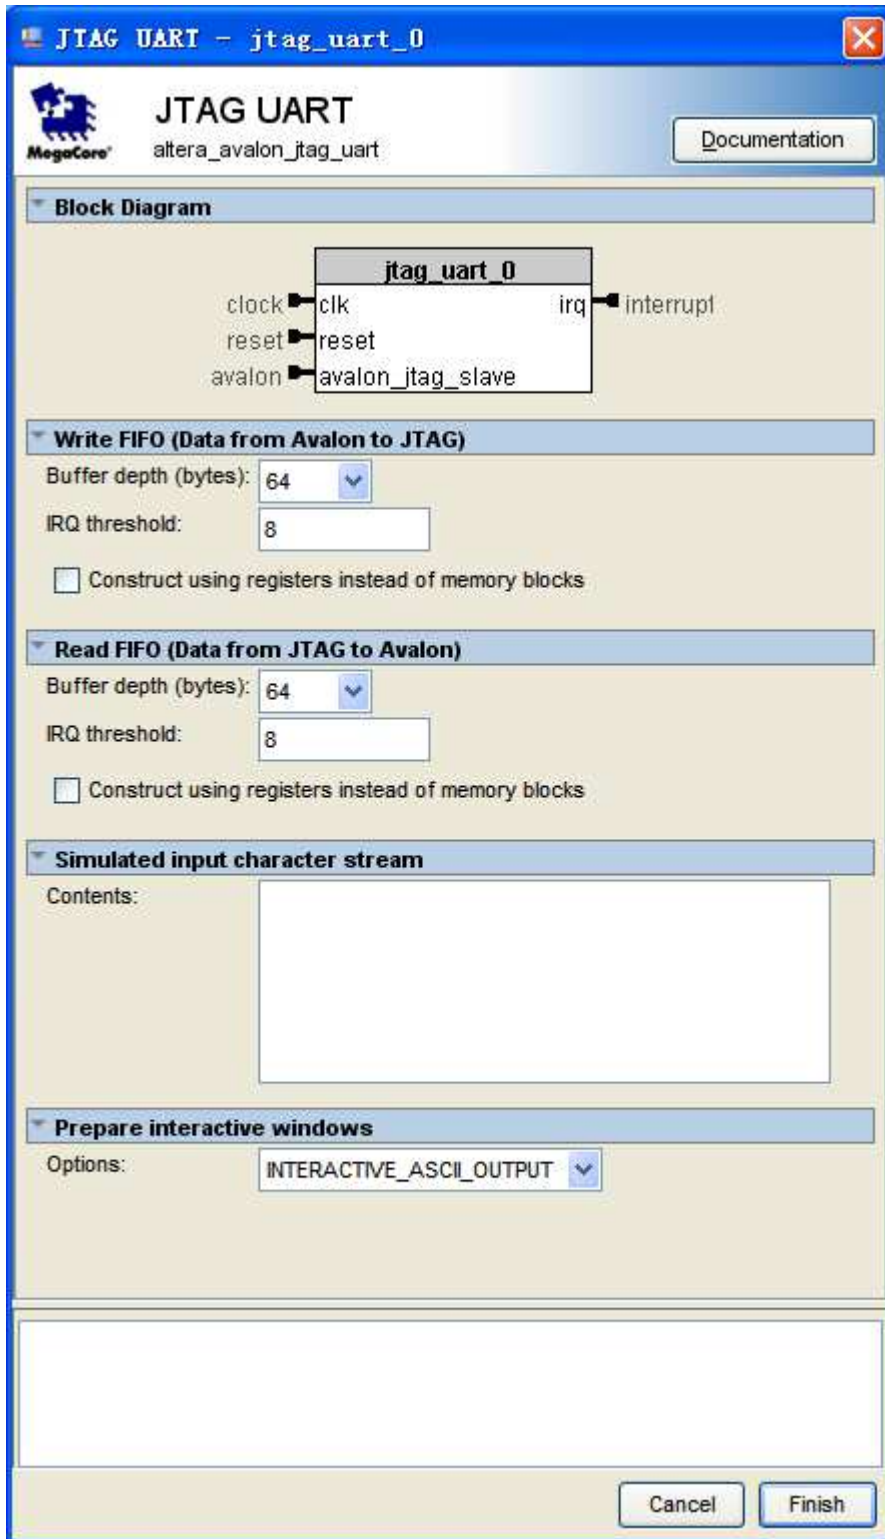 JTAG UART - jtag_uart_0
JTAG UART
MegaCore®
altera_avalon_jtag_uart
Documentation
Block Diagram
jtag_uart_0
clock clk irq interrupt
reset reset
avalon avalon_jtag_slave
Write FIFO (Data from Avalon to JTAG)
Buffer depth (bytes): 64
IRQ threshold: 8
Construct using registers instead of memory blocks
Read FIFO (Data from JTAG to Avalon)
Buffer depth (bytes): 64
IRQ threshold: 8
Construct using registers instead of memory blocks
Simulated input character stream
Contents:
Prepare interactive windows
Options: INTERACTIVE_ASCII_OUTPUT
Cancel Finish